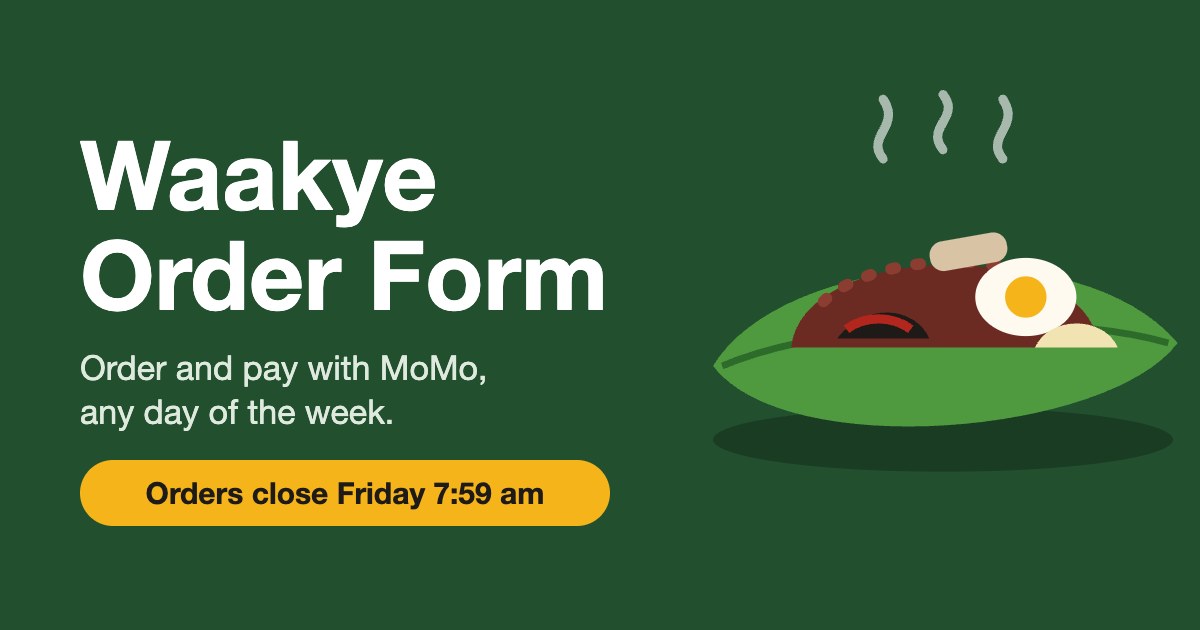 Waakye
Order Form
Order and pay with MoMo,
any day of the week.
Orders close Friday 7:59 am